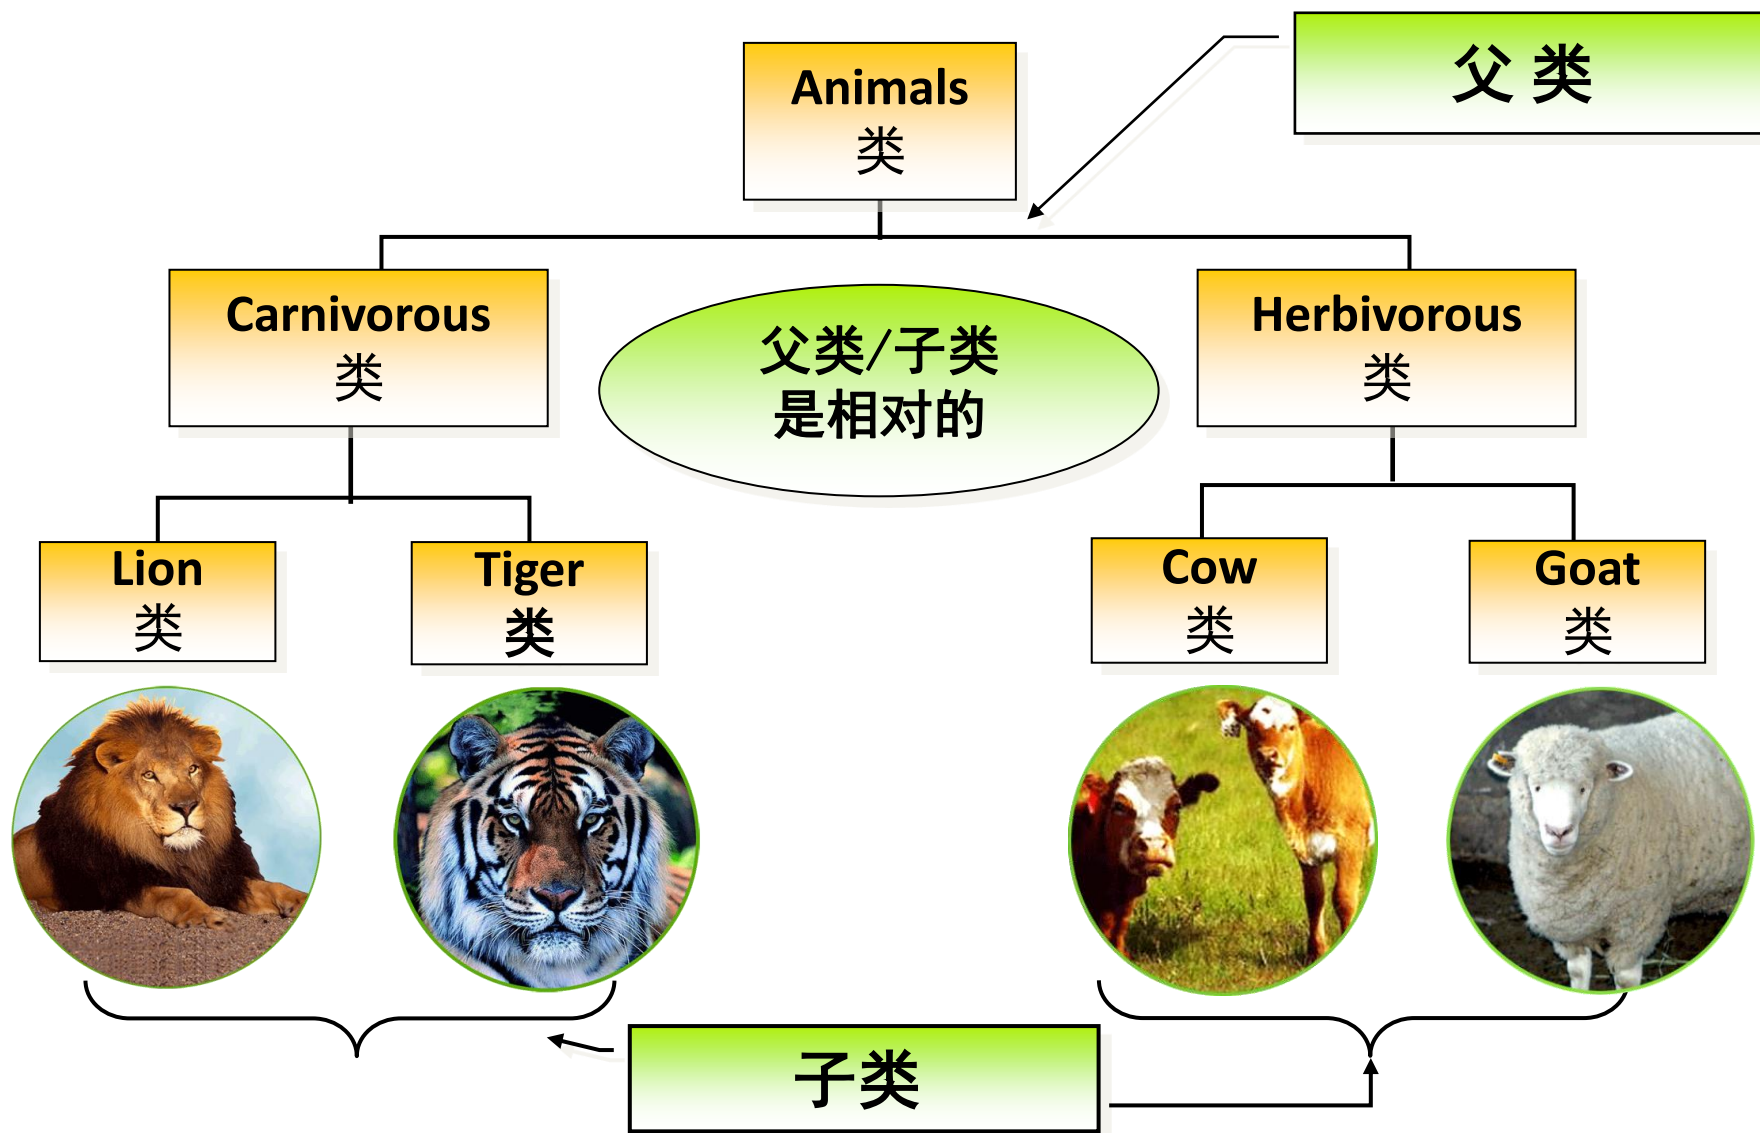 父 类
Animals
类
Carnivorous
类
父类/子类
是相对的
Herbivorous
类
Lion
类
Tiger
类
Cow
类
Goat
类
子类